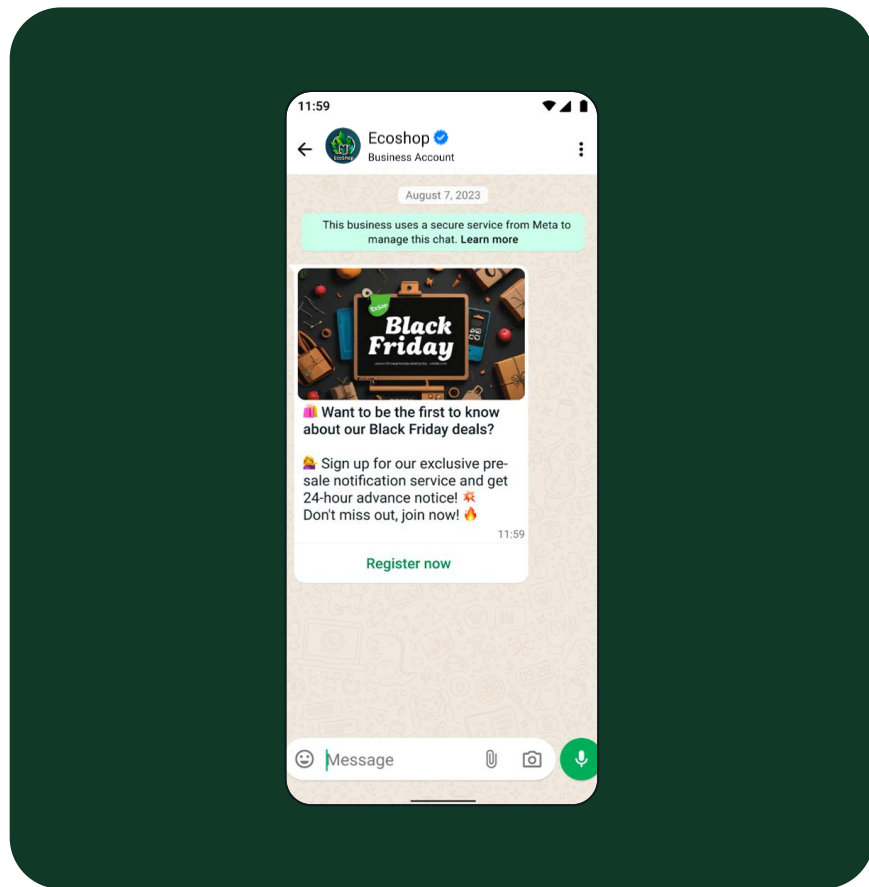 11:59
Ecoshop
Business Account
August 7, 2023
This business uses a secure service from Meta to
manage this chat. Learn more
Black
Friday
🛍️ Want to be the first to know
about our Black Friday deals?
💁‍♀️ Sign up for our exclusive pre-
sale notification service and get
24-hour advance notice! 💥
Don't miss out, join now! 🔥
11:59
Register now
Message